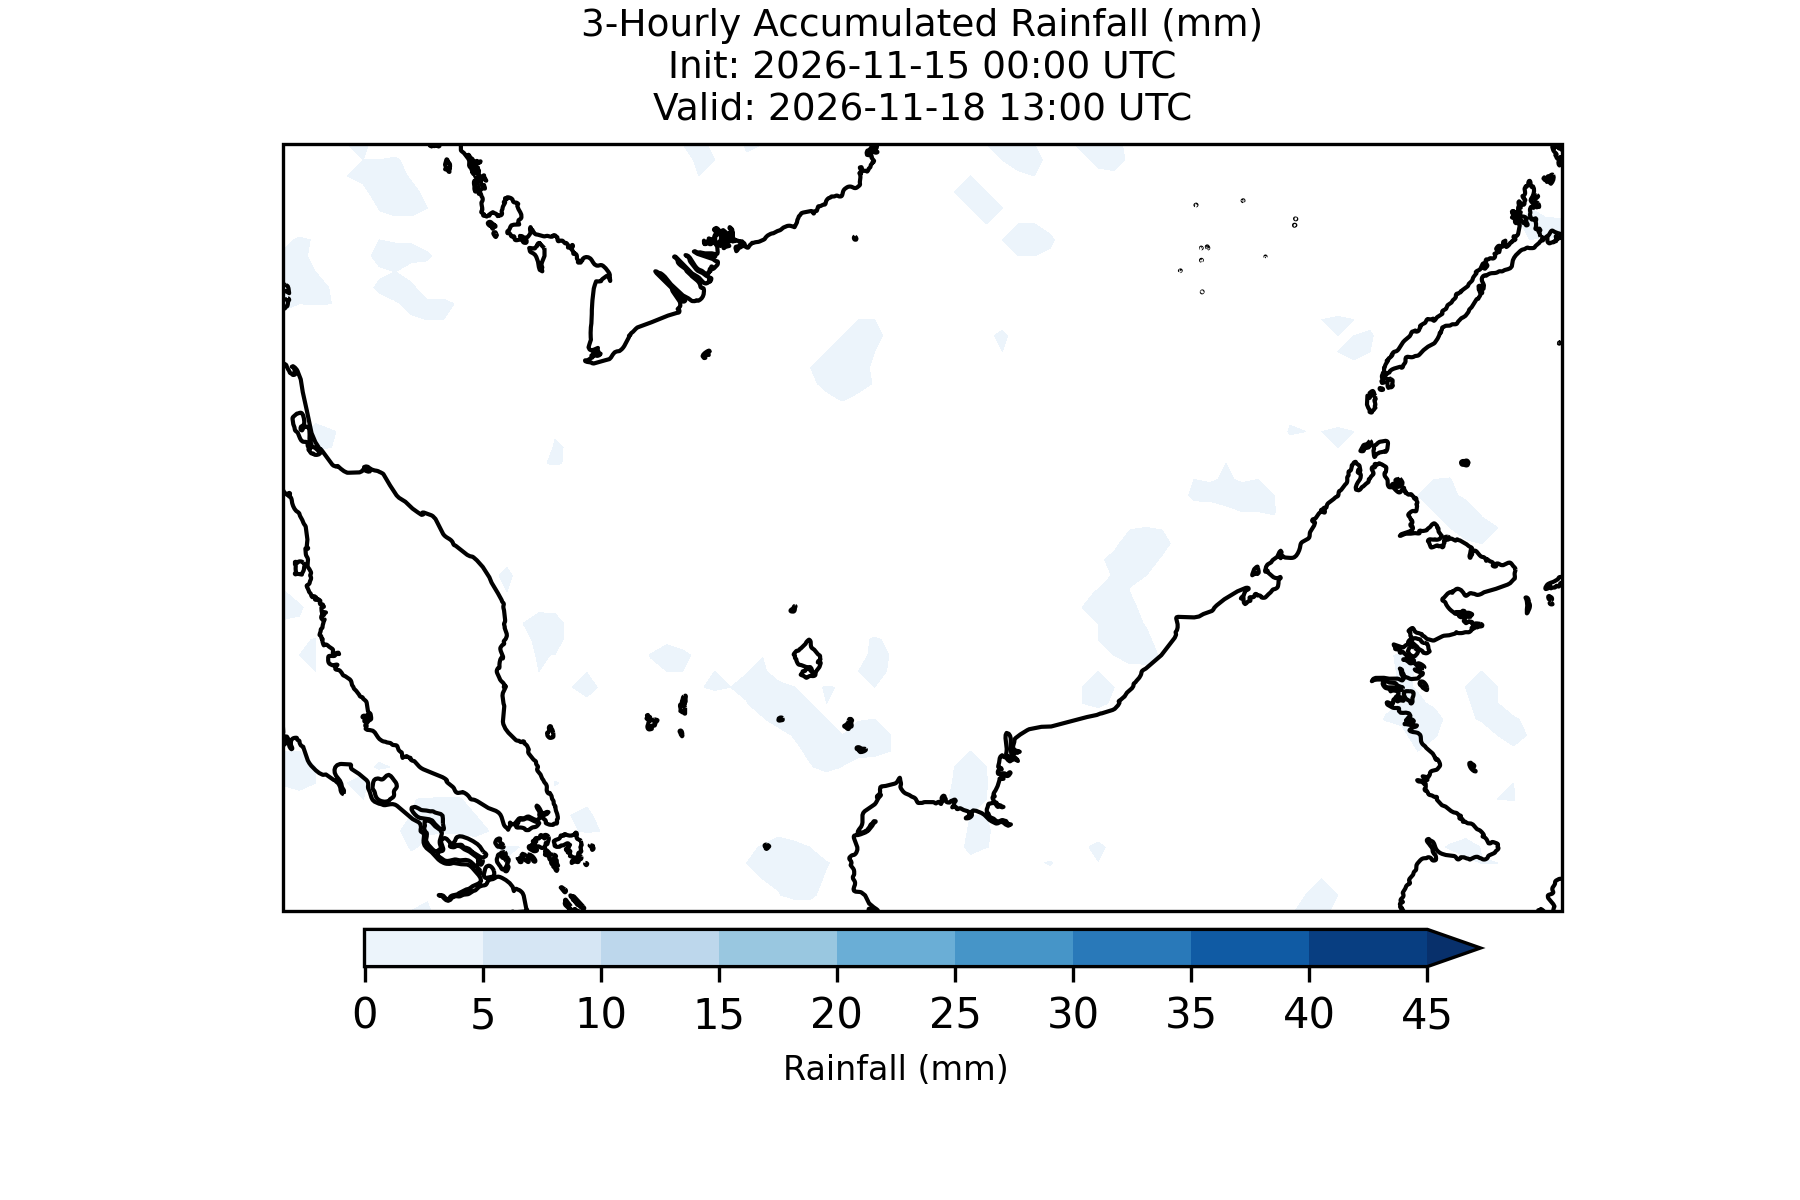 3-Hourly Accumulated Rainfall (mm)
Init: 2026-11-15 00:00 UTC
Valid: 2026-11-18 13:00 UTC
0 5 10 15 20 25 30 35 40 45
Rainfall (mm)